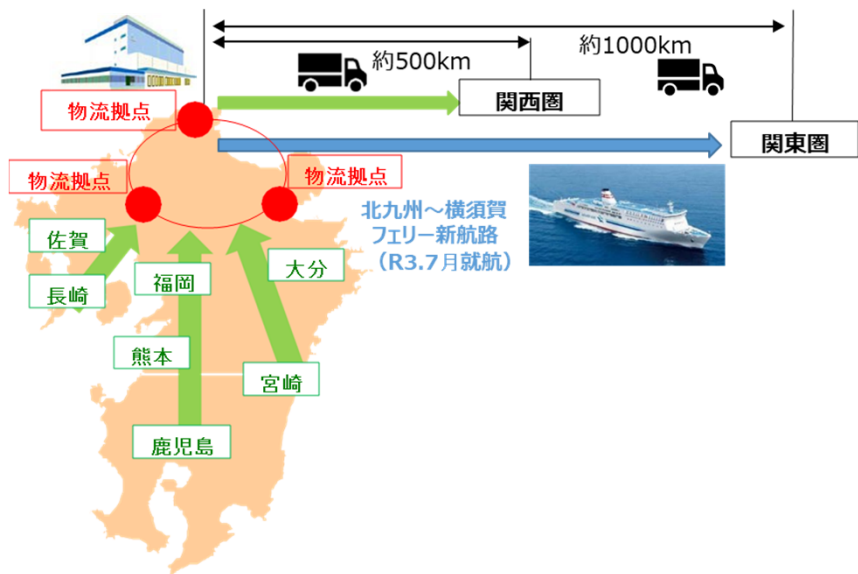 約500km
約1000km
関西圏
関東圏
物流拠点
物流拠点
物流拠点
北九州～横須賀
フェリー新航路
（R3.7月就航）
佐賀
長崎
福岡
大分
熊本
宮崎
鹿児島